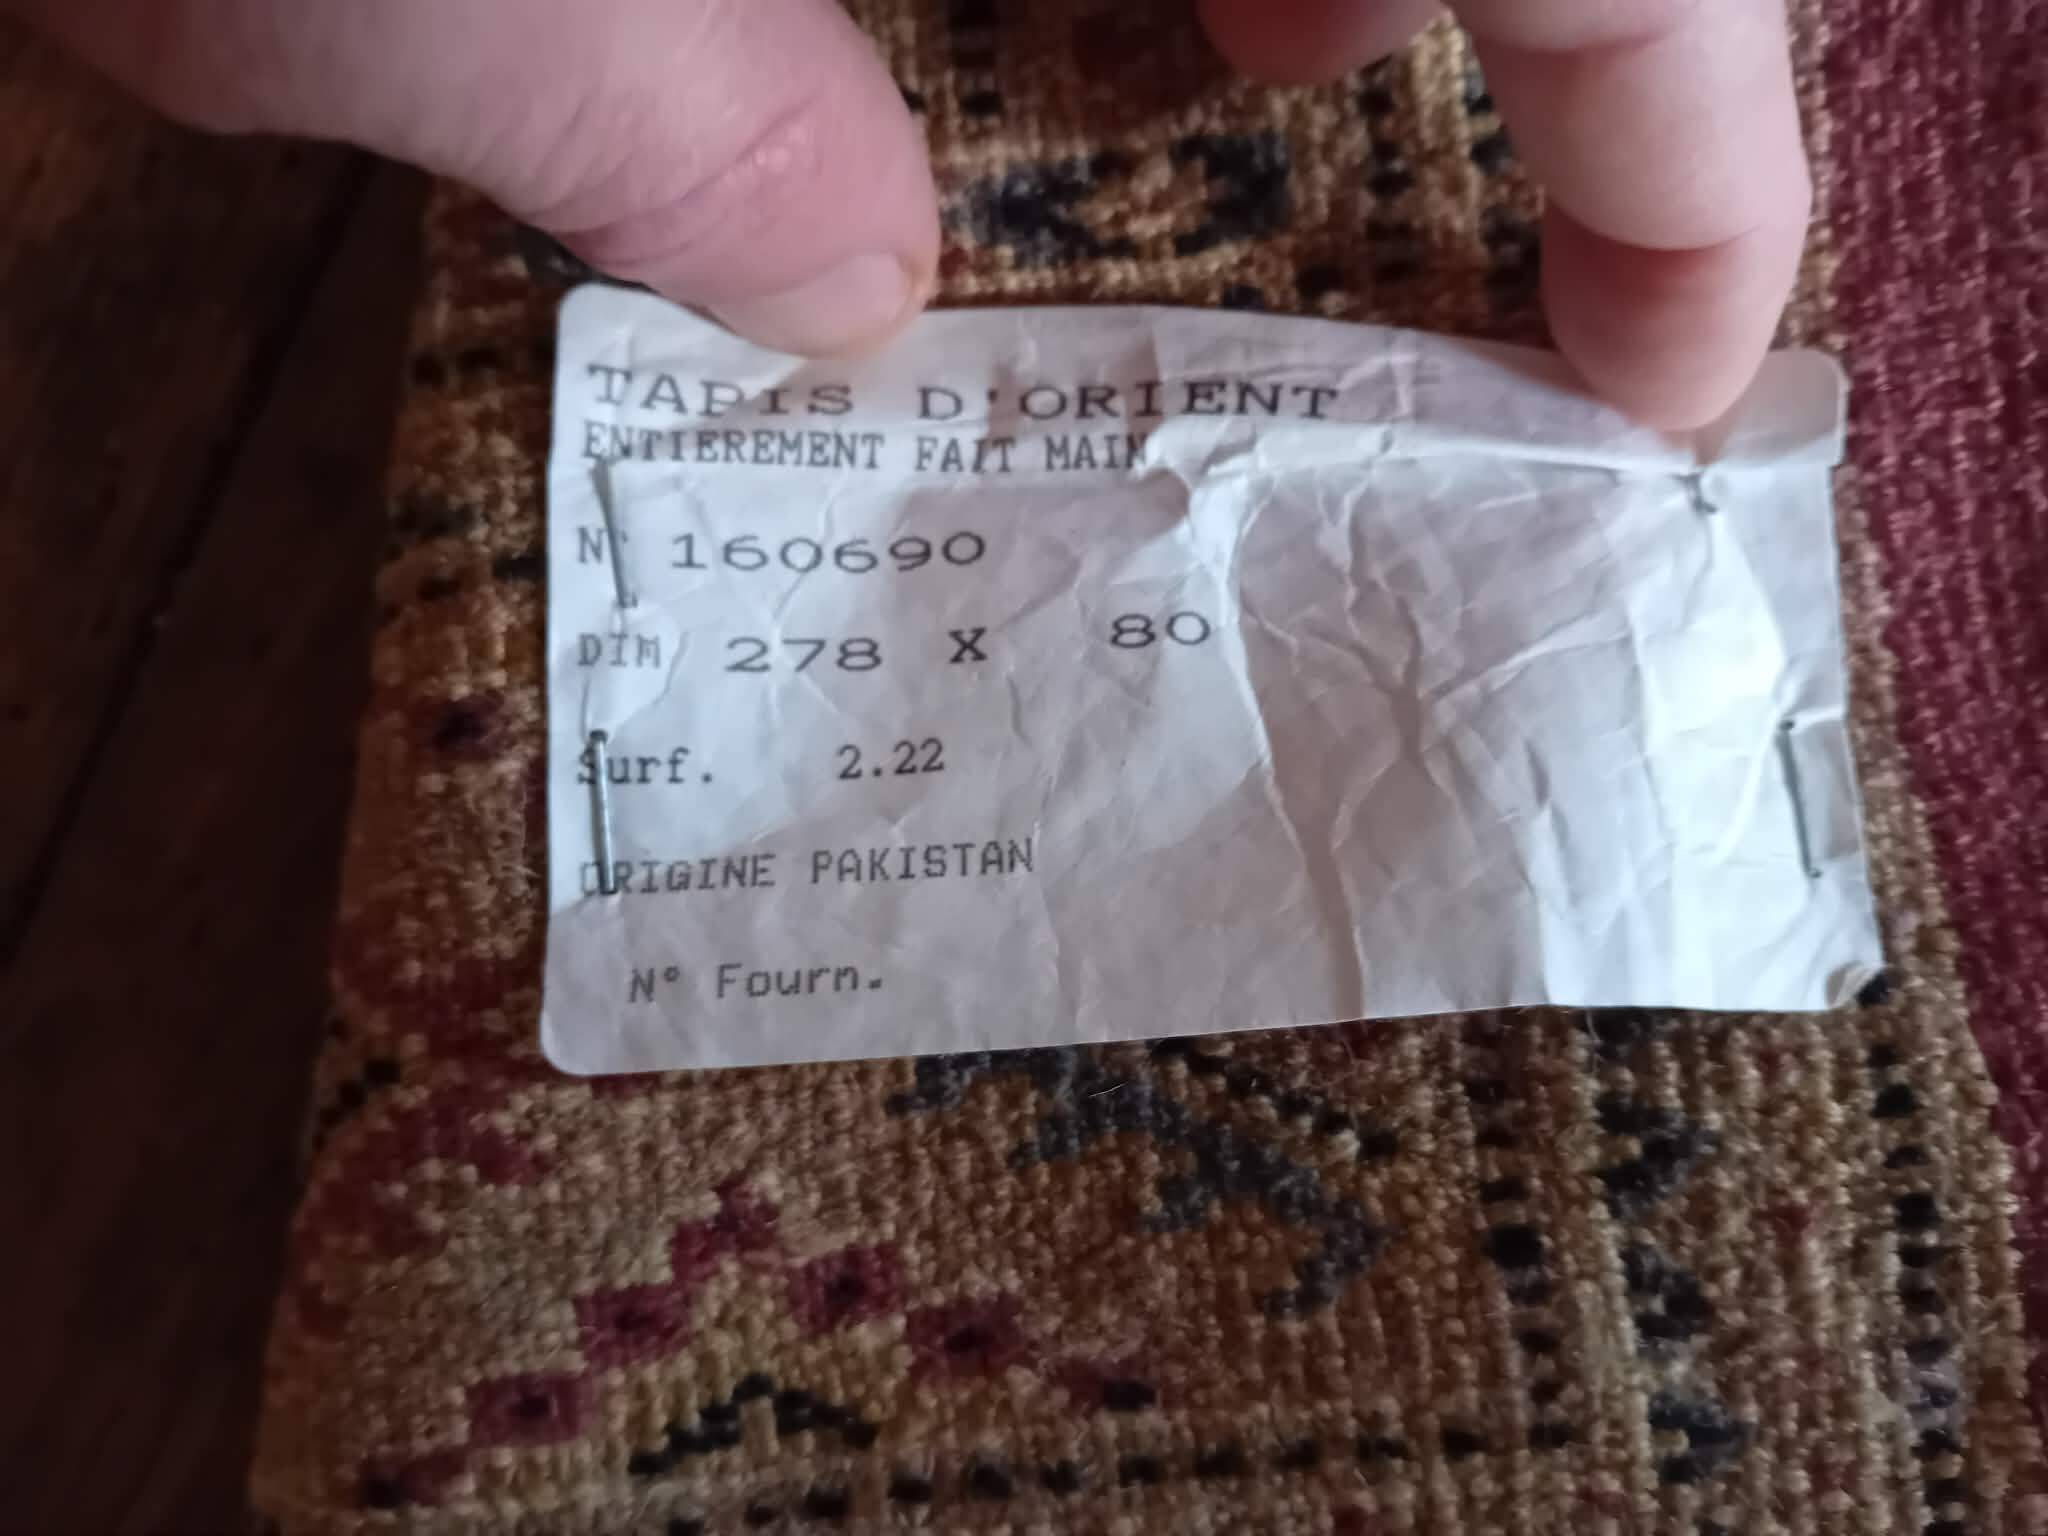 TAPIS D'ORIENT
ENTIEREMENT FAIT MAIN
N° 160690
DIM 278 X 80
Surf. 2.22
ORIGINE PAKISTAN
N° Fourn.